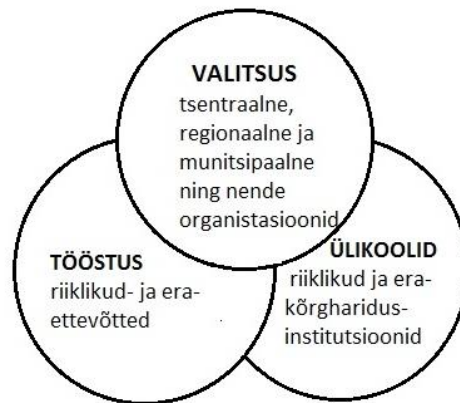 VALITSUS
tsentraalne,
regionaalne ja
munitsipaalne
ning nende
organistasioonid
TÖÖSTUS
riiklikud- ja era-
ettevõtted
ÜLIKOOLID
riiklikud ja era-
kõrgharidus-
institutsioonid